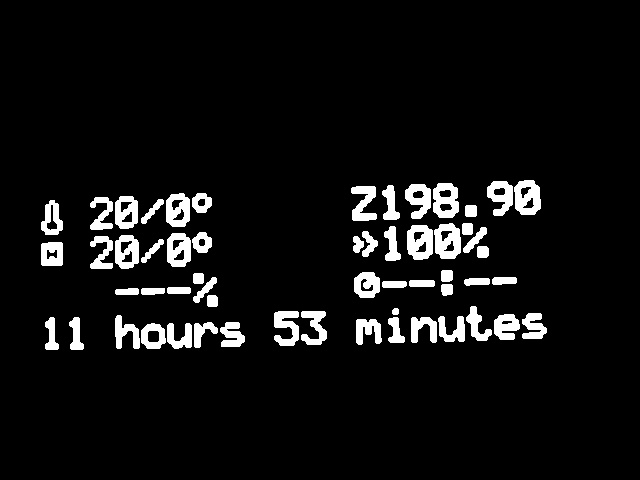 20/0° Z198.90
20/0° »100%
---% --:--
11 hours 53 minutes